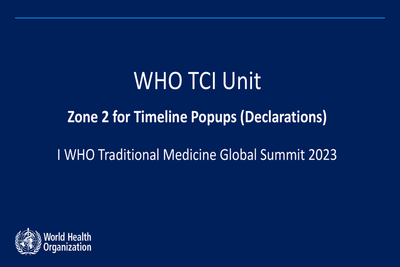 WHO TCI Unit
Zone 2 for Timeline Popups (Declarations)
I WHO Traditional Medicine Global Summit 2023
World Health
Organization